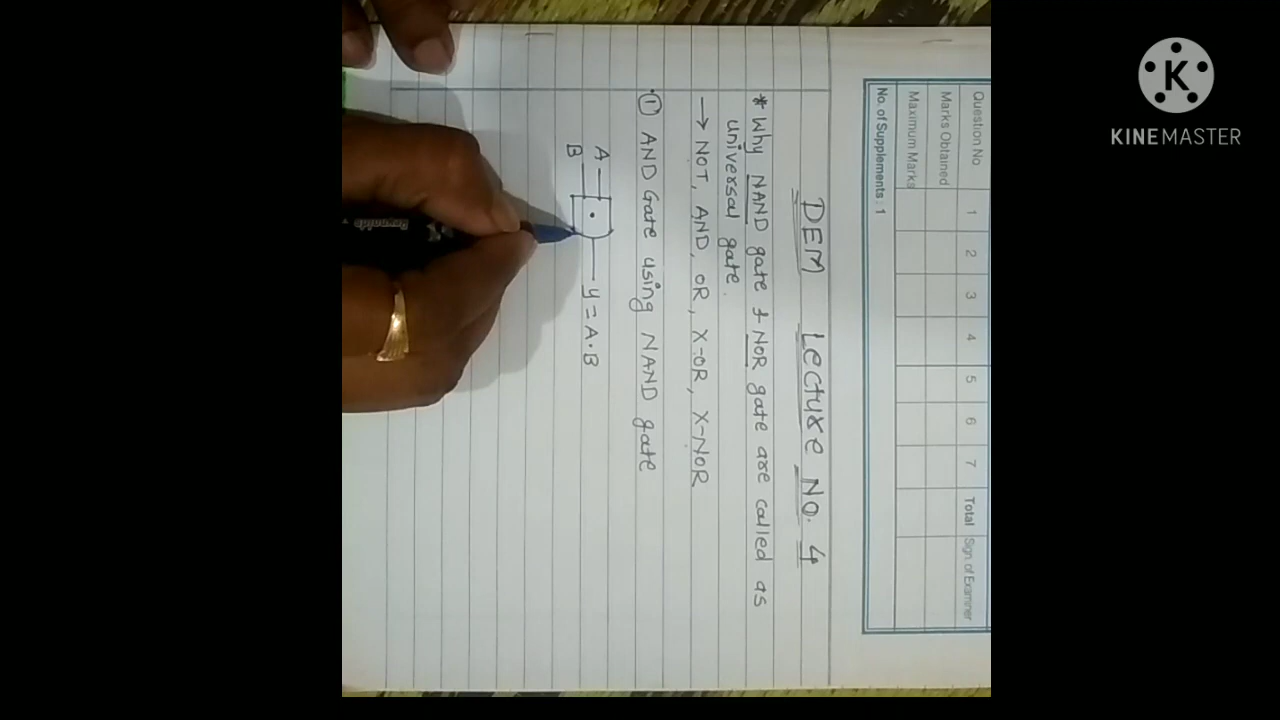 Question No 1 2 3 4 5 6 7 Total Sign. of Examiner
Marks Obtained
Maximum Marks
No. of Supplements : 1
DEM Lecture No. 4
* Why NAND gate & NOR gate are called as
universal gate.
→ NOT, AND, OR, X-OR, X-NOR
① AND Gate using NAND gate
A
B
y = A·B
Reynolds
K
KINEMASTER